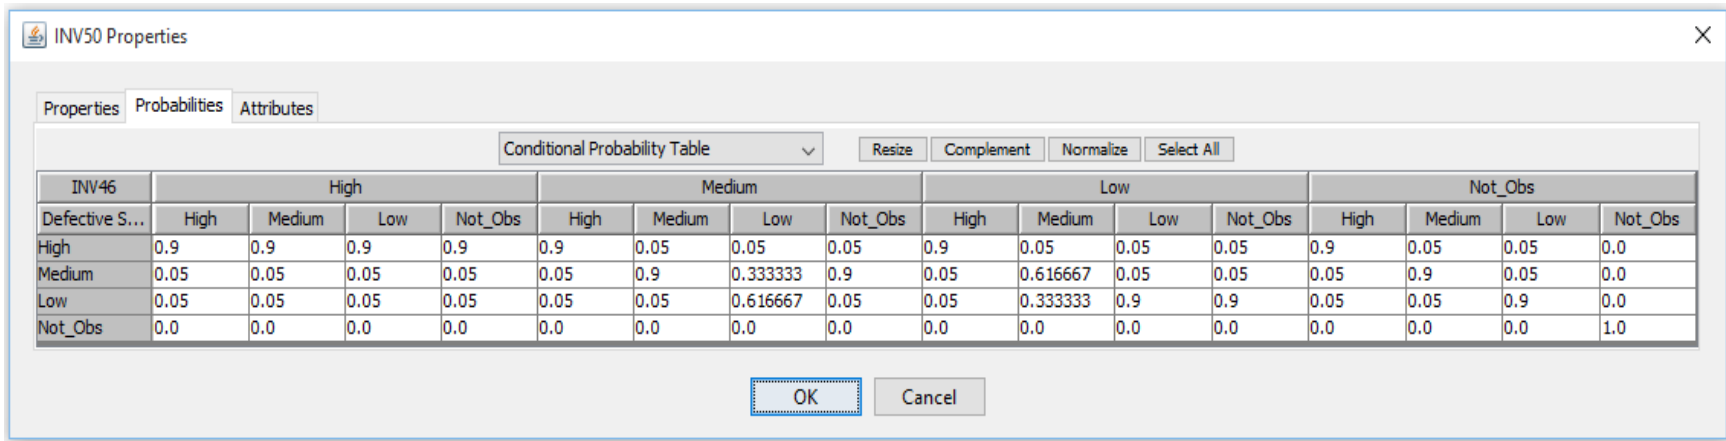 INV50 Properties
Properties Probabilities Attributes
Conditional Probability Table Resize Complement Normalize Select All
INV46 High Medium Low Not_Obs
Defective S... High Medium Low Not_Obs High Medium Low Not_Obs High Medium Low Not_Obs High Medium Low Not_Obs
High 0.9 0.9 0.9 0.9 0.9 0.05 0.05 0.05 0.9 0.05 0.05 0.05 0.9 0.05 0.05 0.0
Medium 0.05 0.05 0.05 0.05 0.05 0.9 0.333333 0.9 0.05 0.616667 0.05 0.05 0.05 0.9 0.05 0.0
Low 0.05 0.05 0.05 0.05 0.05 0.05 0.616667 0.05 0.05 0.333333 0.9 0.9 0.05 0.05 0.9 0.0
Not_Obs 0.0 0.0 0.0 0.0 0.0 0.0 0.0 0.0 0.0 0.0 0.0 0.0 0.0 0.0 0.0 1.0
OK Cancel